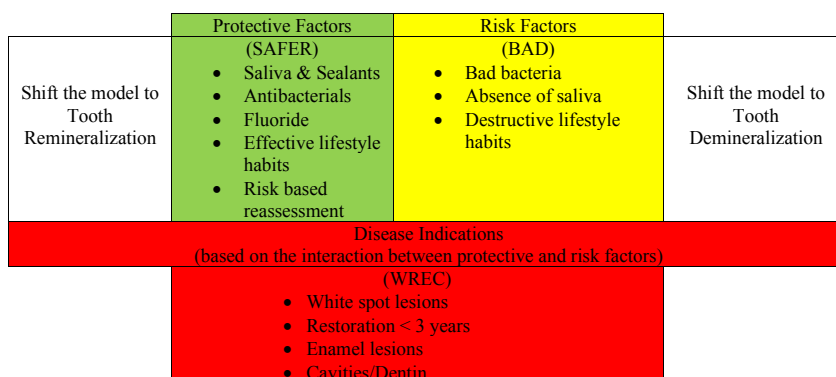 Protective Factors
Risk Factors
Shift the model to
Tooth
Remineralization
(SAFER)
• Saliva & Sealants
• Antibacterials
• Fluoride
• Effective lifestyle
habits
• Risk based
reassessment
(BAD)
• Bad bacteria
• Absence of saliva
• Destructive lifestyle
habits
Shift the model to
Tooth
Demineralization
Disease Indications
(based on the interaction between protective and risk factors)
(WREC)
• White spot lesions
• Restoration < 3 years
• Enamel lesions
• Cavities/Dentin